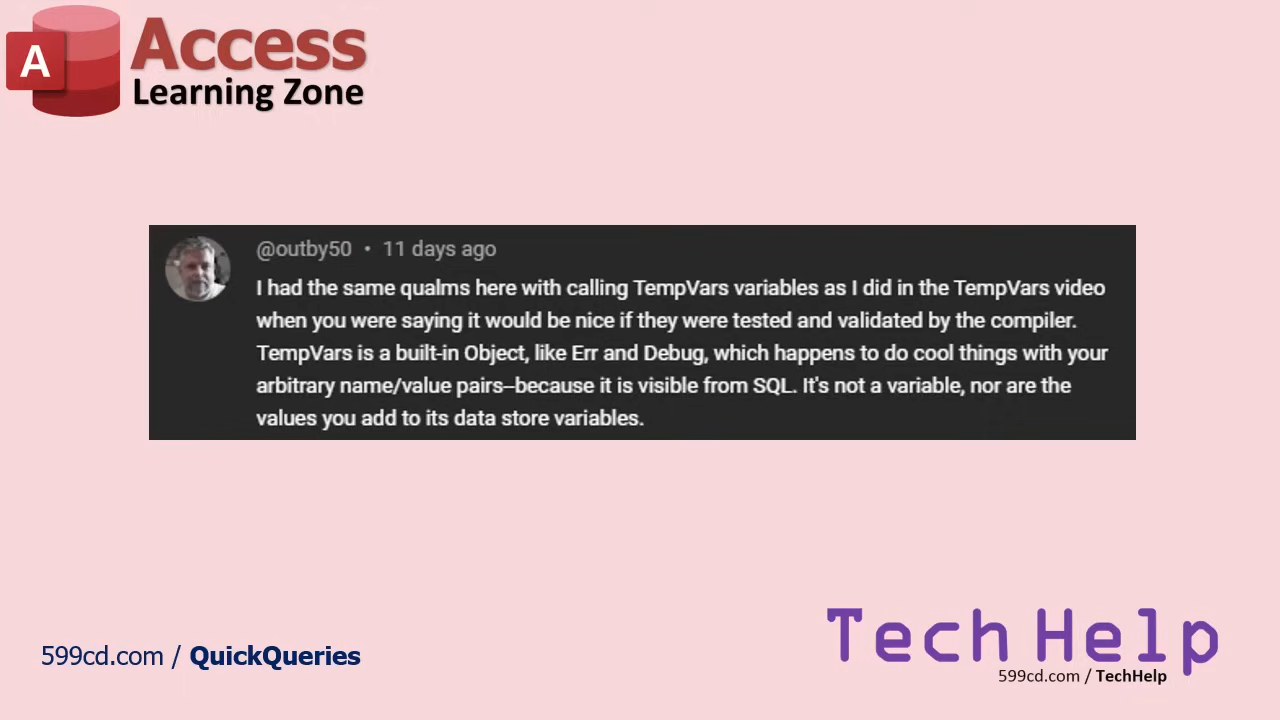 A
Access
Learning Zone
@outby50 • 11 days ago
I had the same qualms here with calling TempVars variables as I did in the TempVars video
when you were saying it would be nice if they were tested and validated by the compiler.
TempVars is a built-in Object, like Err and Debug, which happens to do cool things with your
arbitrary name/value pairs--because it is visible from SQL. It's not a variable, nor are the
values you add to its data store variables.
599cd.com / QuickQueries
Tech Help
599cd.com / TechHelp